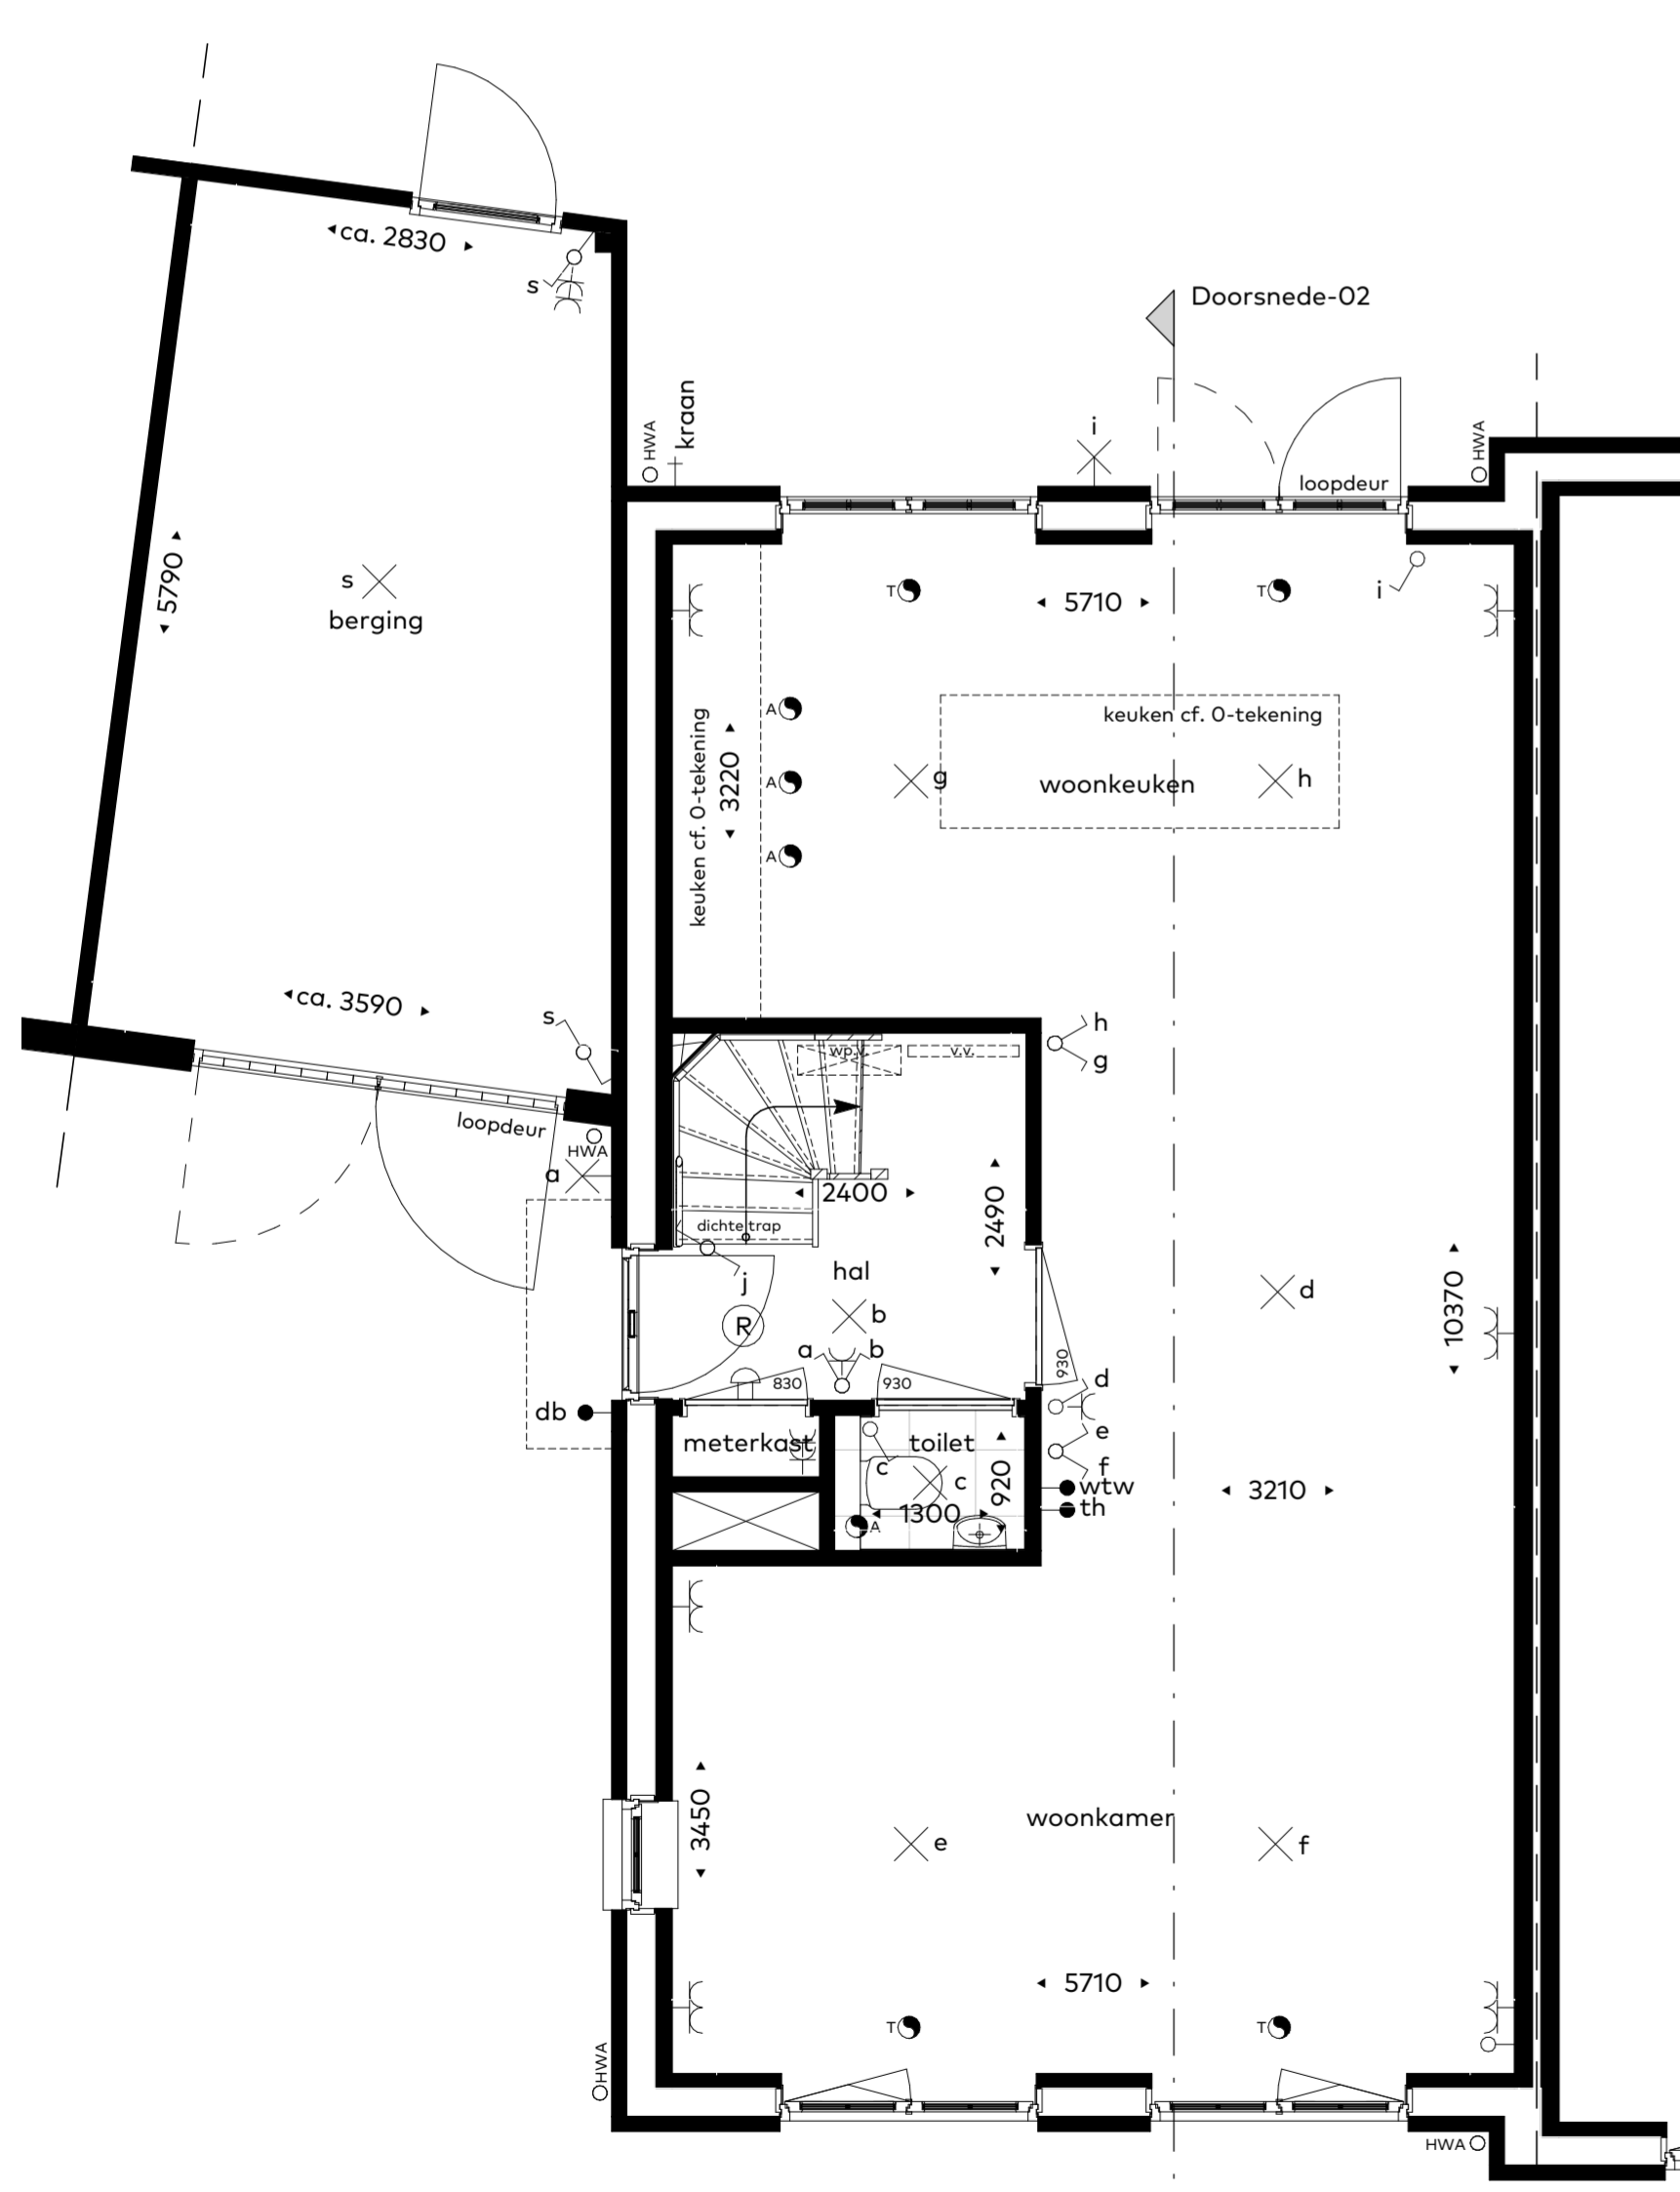 ca. 2830
s
Doorsnede-02
kraan
HWA
i
HWA
loopdeur
5790
s
berging
T
5710
T
i
keuken cf. 0-tekening
3220
A
A
A
keuken cf. 0-tekening
g
woonkeuken
h
ca. 3590
s
loopdeur
HWA
a
h
g
wp.v.
v.v.
2400
2490
dichte trap
j
hal
R
b
a
b
830
930
930
d
10370
d
db
meterkast
toilet
c
c
920
1300
A
e
f
wtw
th
3210
3450
woonkamer
e
f
5710
T
T
HWA
HWA